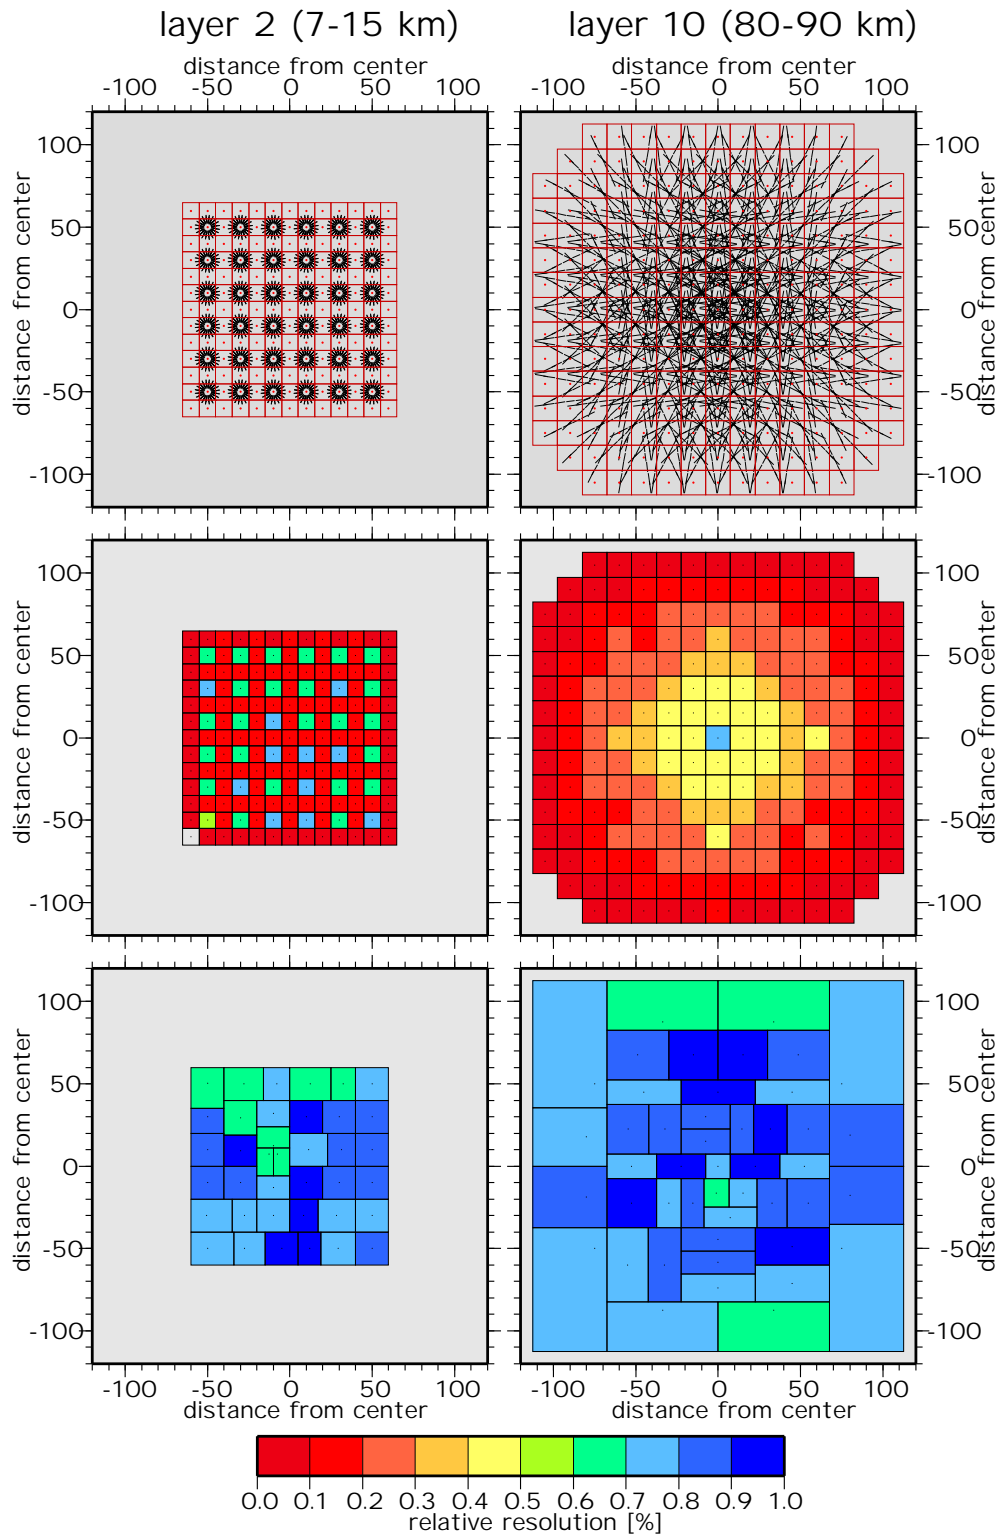 layer 2 (7-15 km) layer 10 (80-90 km)
distance from center distance from center
-100 -50 0 50 100 -100 -50 0 50 100
distance from center
100
50
0
-50
-100
100
50
0
-50
-100
distance from center
distance from center
100
50
0
-50
-100
100
50
0
-50
-100
distance from center
distance from center
100
50
0
-50
-100
100
50
0
-50
-100
distance from center
-100 -50 0 50 100 -100 -50 0 50 100
distance from center distance from center
0.0 0.1 0.2 0.3 0.4 0.5 0.6 0.7 0.8 0.9 1.0
relative resolution [%]